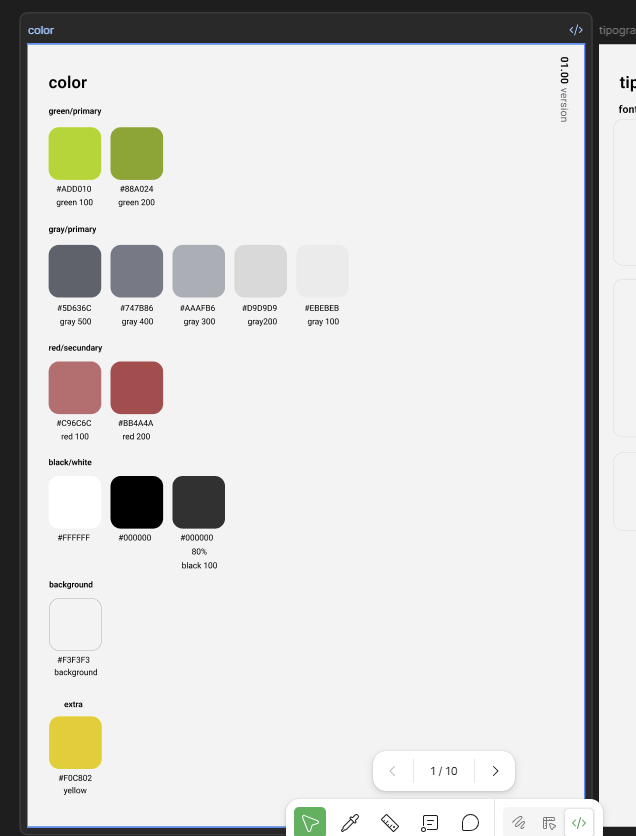 color
tipogra
color
01.00 version
tip
green/primary
font
#ADD010
#88A024
green 100
green 200
gray/primary
#5D636C
#747B86
#AAAFB6
#D9D9D9
#EBEBEB
gray 500
gray 400
gray 300
gray200
gray 100
red/secundary
#C96C6C
#BB4A4A
red 100
red 200
black/white
#FFFFFF
#000000
#000000
80%
black 100
background
#F3F3F3
background
extra
#F0C802
yellow
1 / 10